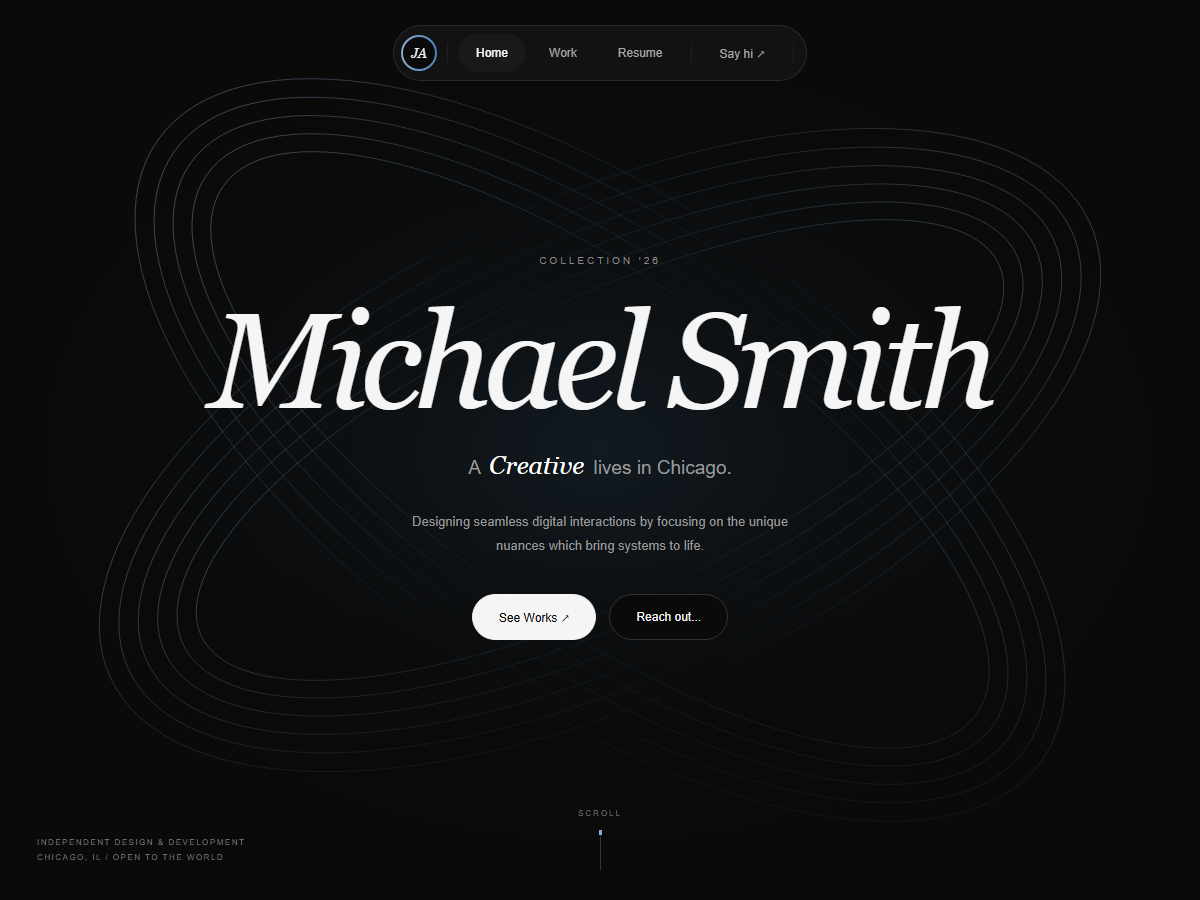 JA
Home
Work
Resume
Say hi ↗
COLLECTION '26
Michael Smith
A Creative lives in Chicago.
Designing seamless digital interactions by focusing on the unique
nuances which bring systems to life.
See Works ↗
Reach out...
SCROLL
INDEPENDENT DESIGN & DEVELOPMENT
CHICAGO, IL / OPEN TO THE WORLD